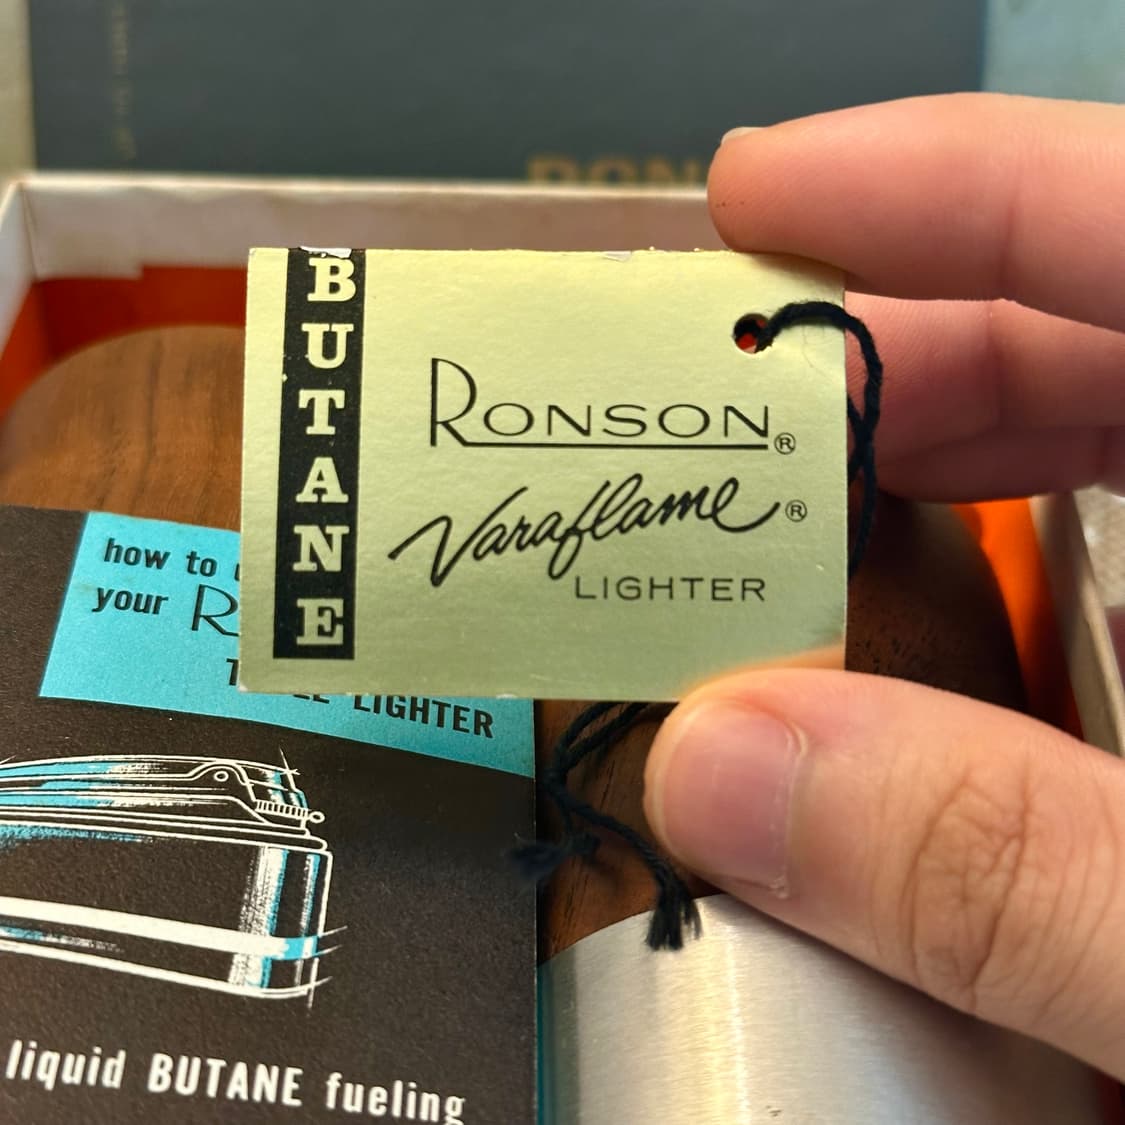 BUTANE
RONSON®
Varaflame®
LIGHTER
how to
your
LIGHTER
liquid BUTANE fueling